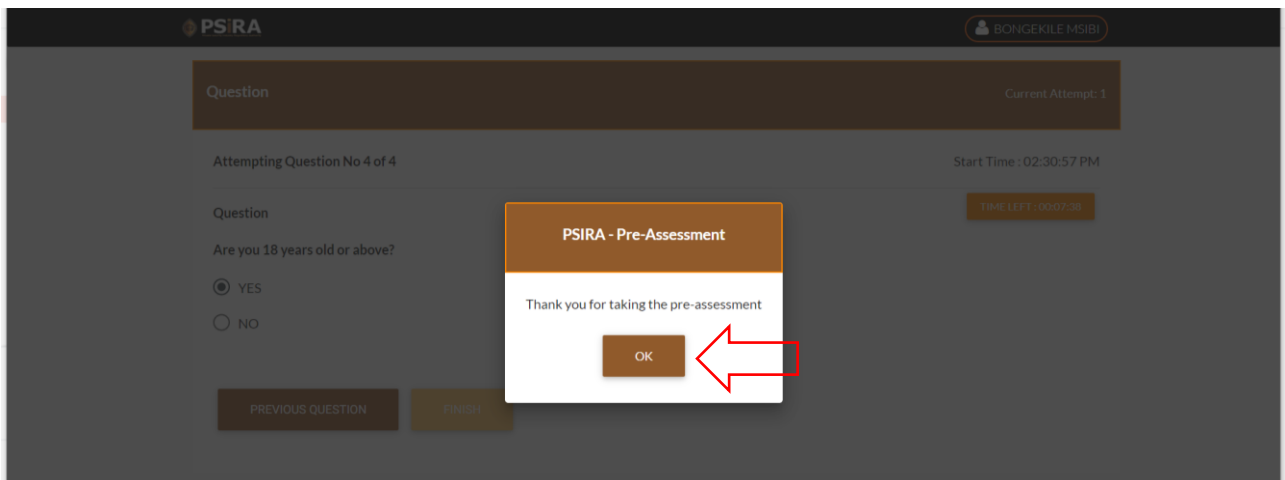 PSiRA
BONGEKILE MSIBI
Question
Current Attempt: 1
Attempting Question No 4 of 4
Start Time : 02:30:57 PM
TIME LEFT : 00:07:38
Question
Are you 18 years old or above?
YES
NO
PREVIOUS QUESTION
FINISH
PSIRA - Pre-Assessment
Thank you for taking the pre-assessment
OK